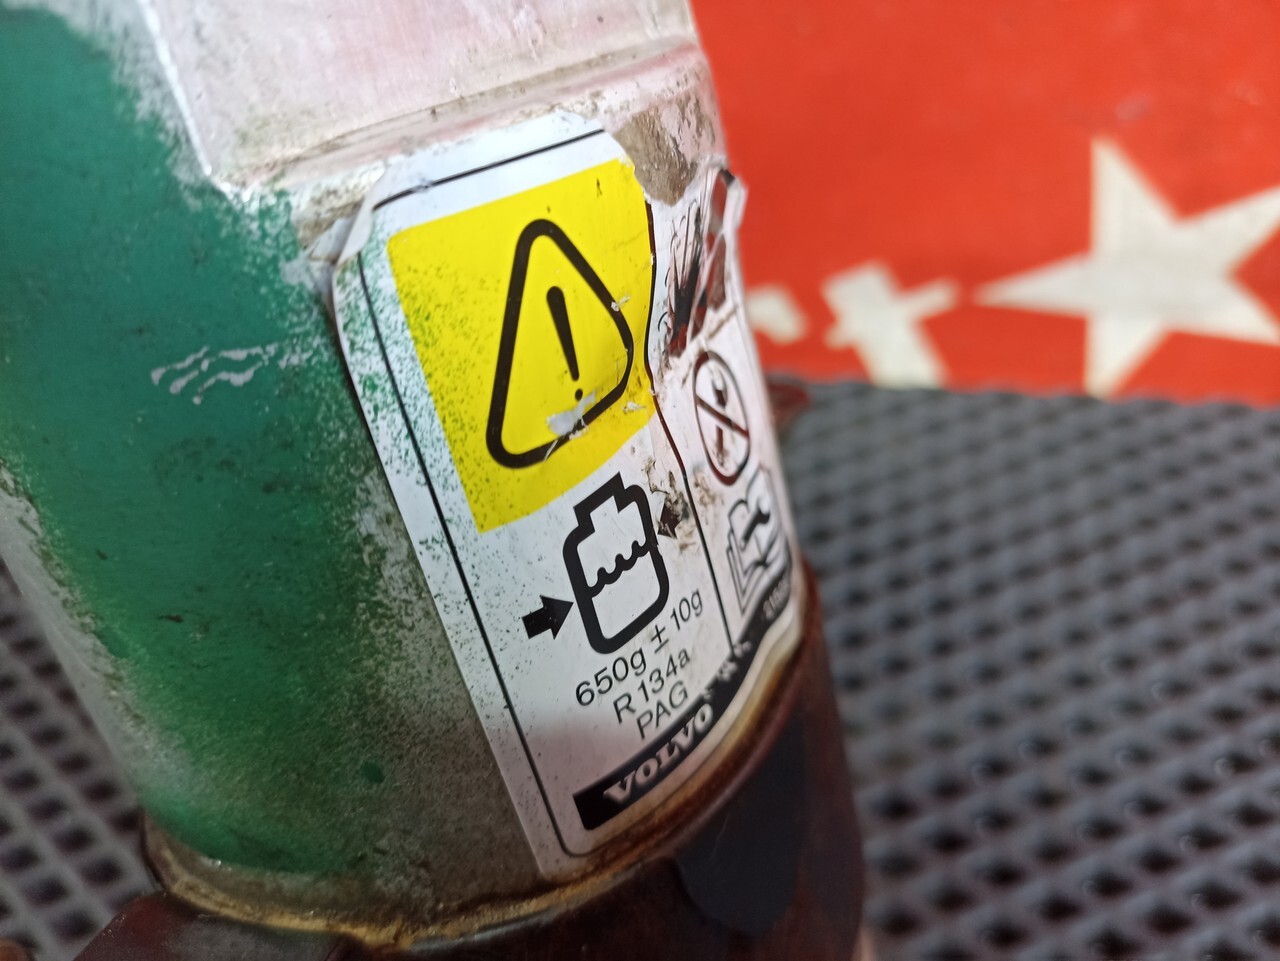 650g ± 10g
R 134a
PAG
VOLVO